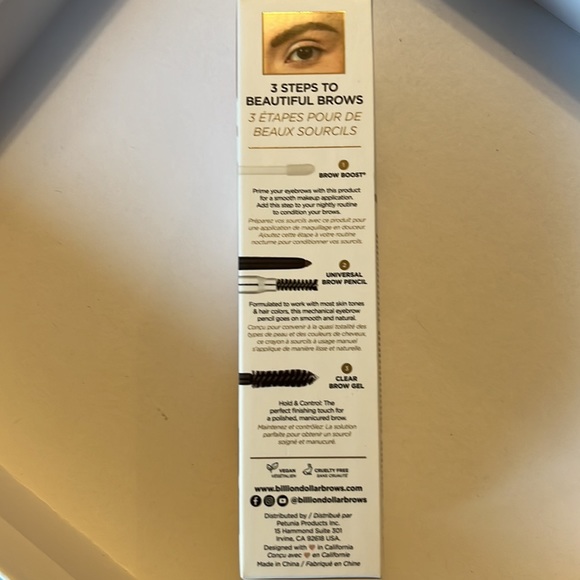 3 STEPS TO
BEAUTIFUL BROWS
3 ÉTAPES POUR DE
BEAUX SOURCILS
1
BROW BOOST®
Prime your eyebrows with this product
for a smooth makeup application.
Add this step to your nightly routine
to condition your brows.
Préparez vos sourcils avec ce produit pour
une application de maquillage en douceur.
Ajoutez cette étape à votre routine
nocturne pour conditionner vos sourcils.
2
UNIVERSAL
BROW PENCIL
Formulated to work with most skin tones
& hair colors, this mechanical eyebrow
pencil goes on smooth and natural.
Conçu pour convenir à la quasi totalité des
types de peau et des couleurs de cheveux,
ce crayon à sourcils à usage manuel
s'applique de manière lisse et naturelle.
3
CLEAR
BROW GEL
Hold & Control: The
perfect finishing touch for
a polished, manicured brow.
Maintenez et contrôlez: La solution
parfaite pour obtenir un sourcil
soigné et manucuré.
VEGAN
VÉGÉTALIEN
CRUELTY FREE
SANS CRUAUTÉ
www.billiondollarbrows.com
@billiondollarbrows
Distributed by / Distribué par
Petunia Products Inc.
15 Hammond Suite 301
Irvine, CA 92618 USA.
Designed with ♥ in California
Conçu avec ♥ en Californie
Made in China / Fabriqué en Chine